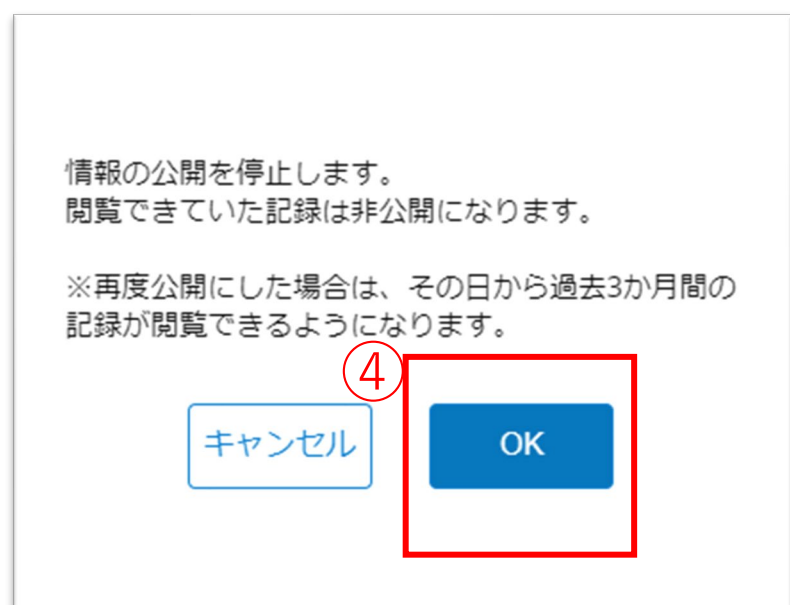 情報の公開を停止します。
閲覧できていた記録は非公開になります。
※再度公開にした場合は、その日から過去3か月間の
記録が閲覧できるようになります。
④
キャンセル
OK